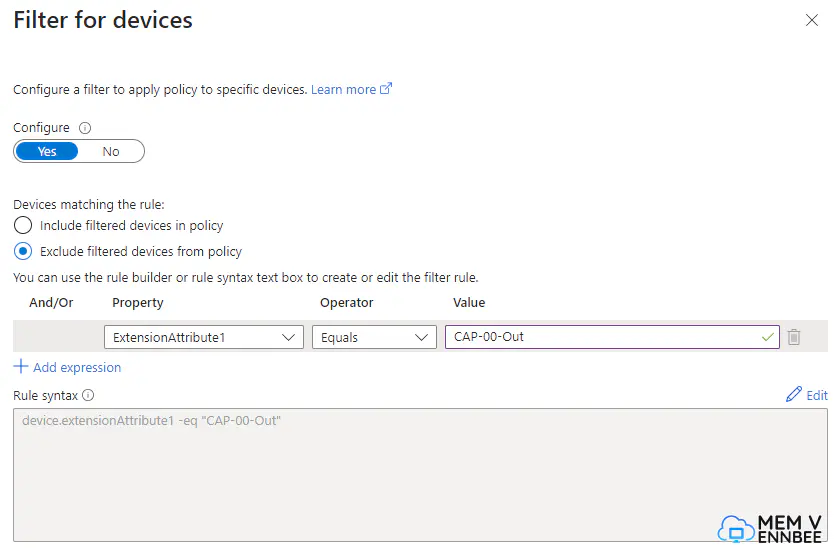 Filter for devices
Configure a filter to apply policy to specific devices. Learn more
Configure
Yes No
Devices matching the rule:
Include filtered devices in policy
Exclude filtered devices from policy
You can use the rule builder or rule syntax text box to create or edit the filter rule.
And/Or Property Operator Value
ExtensionAttribute1 Equals CAP-00-Out
Add expression
Rule syntax Edit
device.extensionAttribute1 -eq "CAP-00-Out"
MEM V
ENNBEE